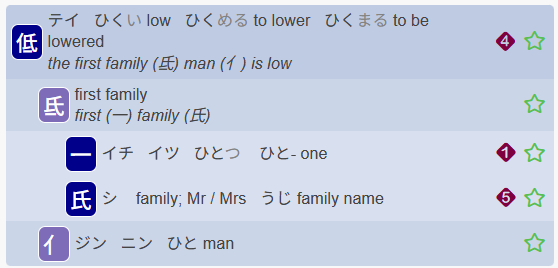 低 テイ ひくい low ひくめる to lower ひくまる to be lowered 4
the first family (氐) man (亻) is low
氐 first family
first (一) family (氏)
一 イチ イツ ひとつ ひと- one 1
氏 シ family; Mr / Mrs うじ family name 5
亻 ジン ニン ひと man